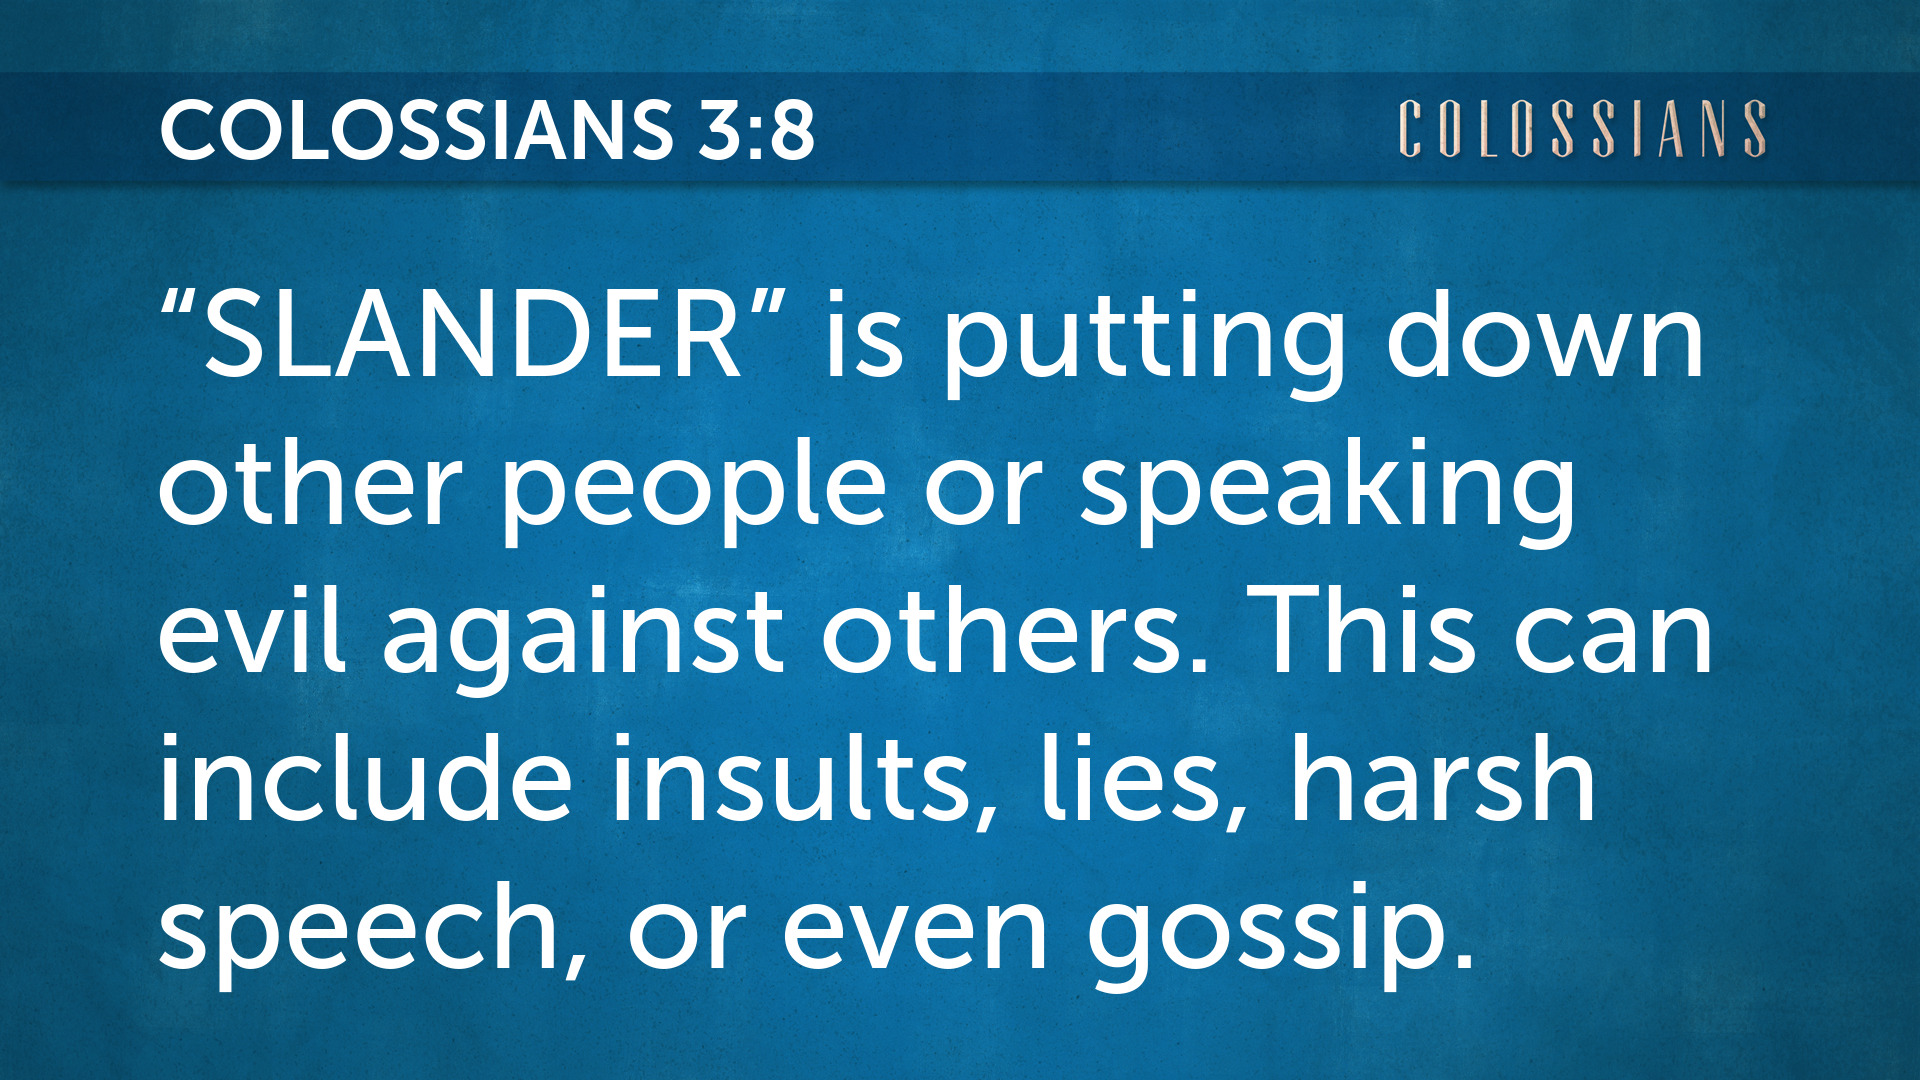 COLOSSIANS 3:8
COLOSSIANS
“SLANDER” is putting down
other people or speaking
evil against others. This can
include insults, lies, harsh
speech, or even gossip.